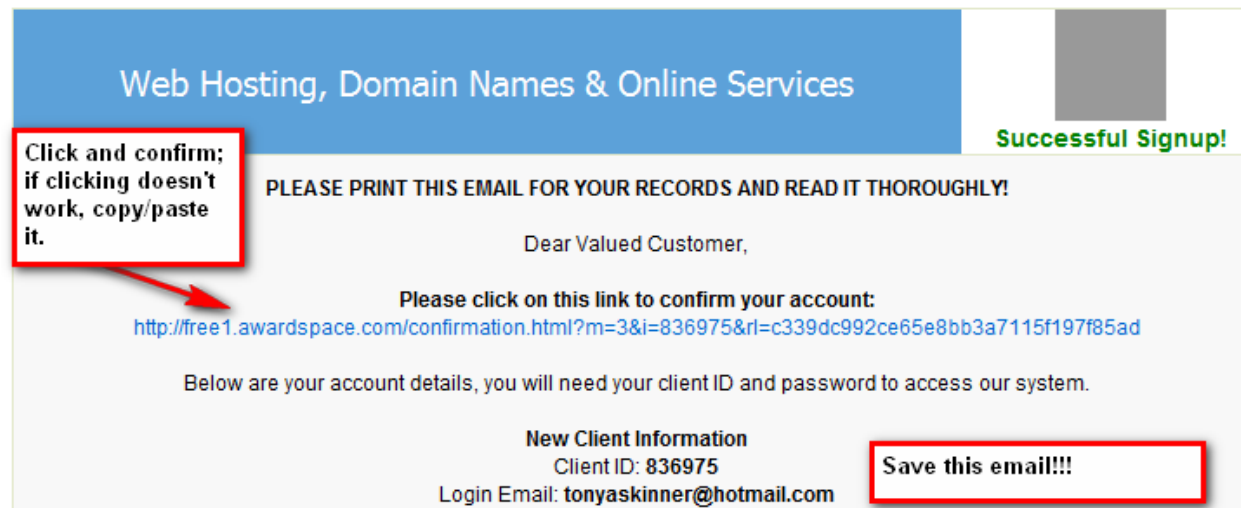 Web Hosting, Domain Names & Online Services
Successful Signup!
Click and confirm;
if clicking doesn't
work, copy/paste
it.
PLEASE PRINT THIS EMAIL FOR YOUR RECORDS AND READ IT THOROUGHLY!
Dear Valued Customer,
Please click on this link to confirm your account:
http://free1.awardspace.com/confirmation.html?m=3&i=836975&rl=c339dc992ce65e8bb3a7115f197f85ad
Below are your account details, you will need your client ID and password to access our system.
New Client Information
Client ID: 836975
Login Email: tonyaskinner@hotmail.com
Save this email!!!